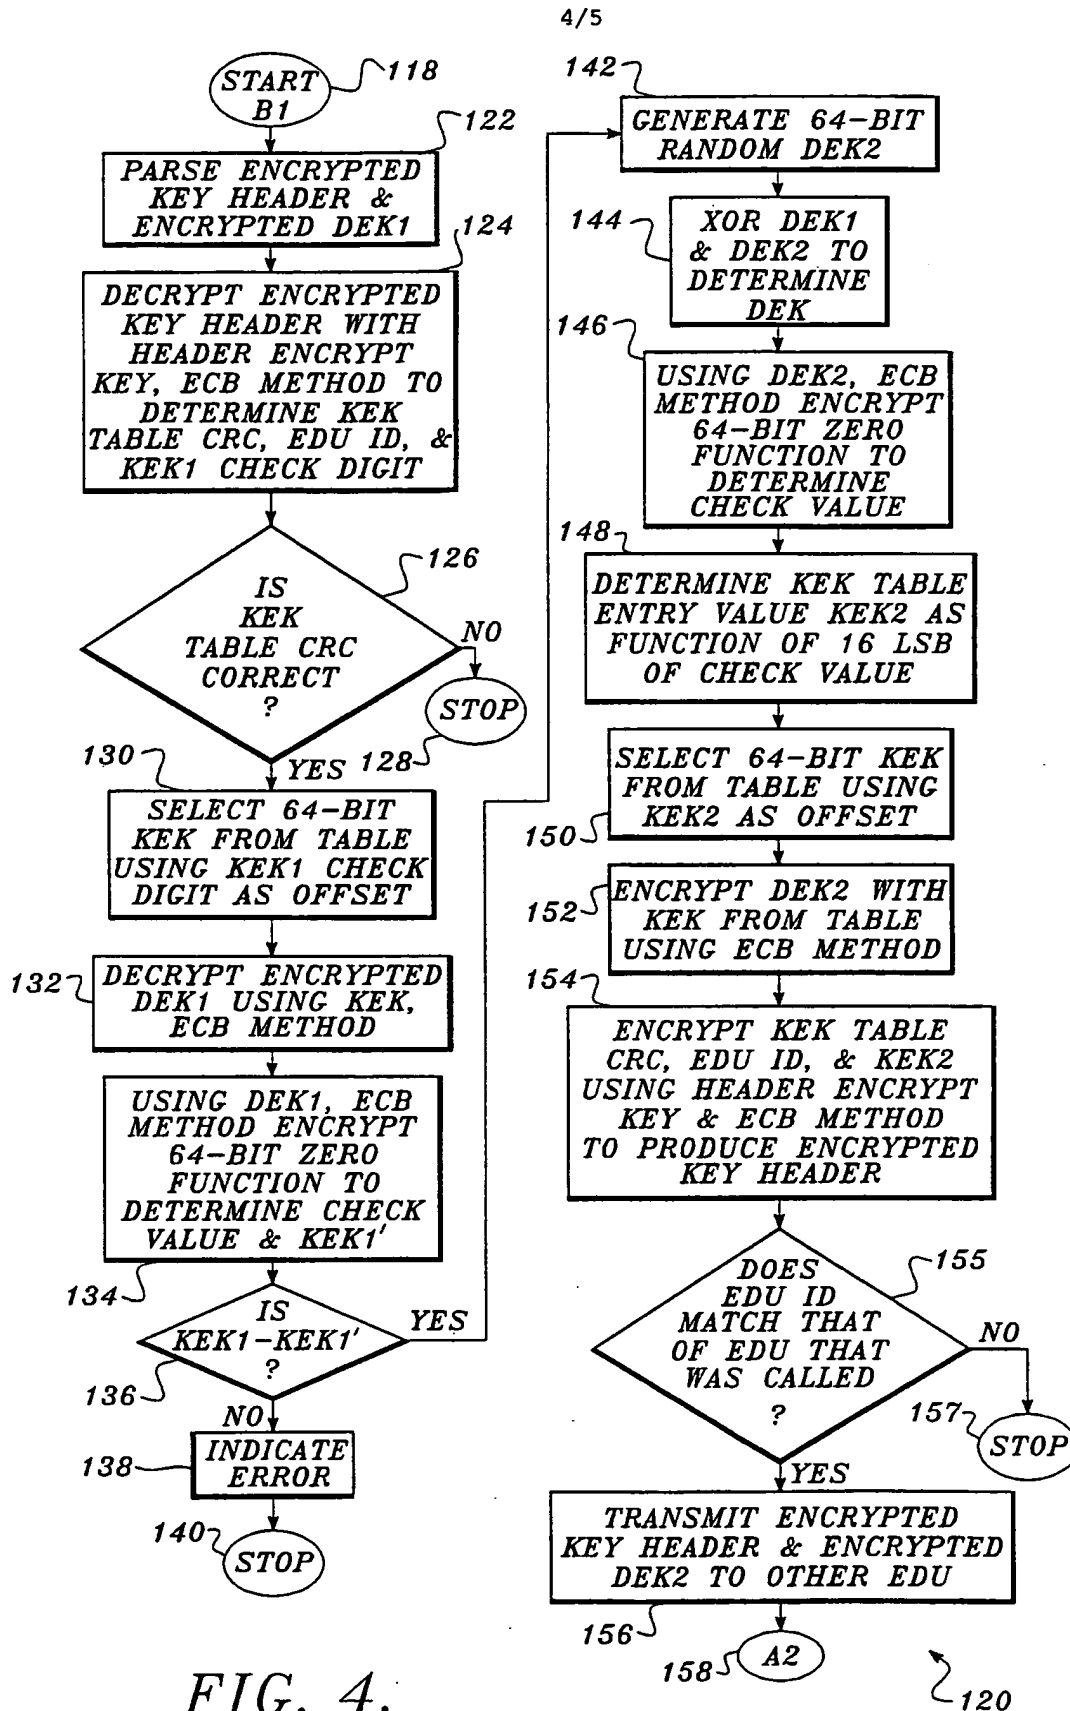 4/5
START
B1
118
122
PARSE ENCRYPTED
KEY HEADER &
ENCRYPTED DEK1
124
DECRYPT ENCRYPTED
KEY HEADER WITH
HEADER ENCRYPT
KEY, ECB METHOD TO
DETERMINE KEK
TABLE CRC, EDU ID, &
KEK1 CHECK DIGIT
126
IS
KEK
TABLE CRC
CORRECT
?
NO
STOP
128
YES
130
SELECT 64-BIT
KEK FROM TABLE
USING KEK1 CHECK
DIGIT AS OFFSET
132
DECRYPT ENCRYPTED
DEK1 USING KEK,
ECB METHOD
USING DEK1, ECB
METHOD ENCRYPT
64-BIT ZERO
FUNCTION TO
DETERMINE CHECK
VALUE & KEK1'
134
IS
KEK1-KEK1'
?
YES
136
NO
138
INDICATE
ERROR
140
STOP
142
GENERATE 64-BIT
RANDOM DEK2
144
XOR DEK1
& DEK2 TO
DETERMINE
DEK
146
USING DEK2, ECB
METHOD ENCRYPT
64-BIT ZERO
FUNCTION TO
DETERMINE
CHECK VALUE
148
DETERMINE KEK TABLE
ENTRY VALUE KEK2 AS
FUNCTION OF 16 LSB
OF CHECK VALUE
SELECT 64-BIT KEK
FROM TABLE USING
KEK2 AS OFFSET
150
152
ENCRYPT DEK2 WITH
KEK FROM TABLE
USING ECB METHOD
154
ENCRYPT KEK TABLE
CRC, EDU ID, & KEK2
USING HEADER ENCRYPT
KEY & ECB METHOD
TO PRODUCE ENCRYPTED
KEY HEADER
155
DOES
EDU ID
MATCH THAT
OF EDU THAT
WAS CALLED
?
NO
157
STOP
YES
TRANSMIT ENCRYPTED
KEY HEADER & ENCRYPTED
DEK2 TO OTHER EDU
156
A2
158
120
FIG. 4.